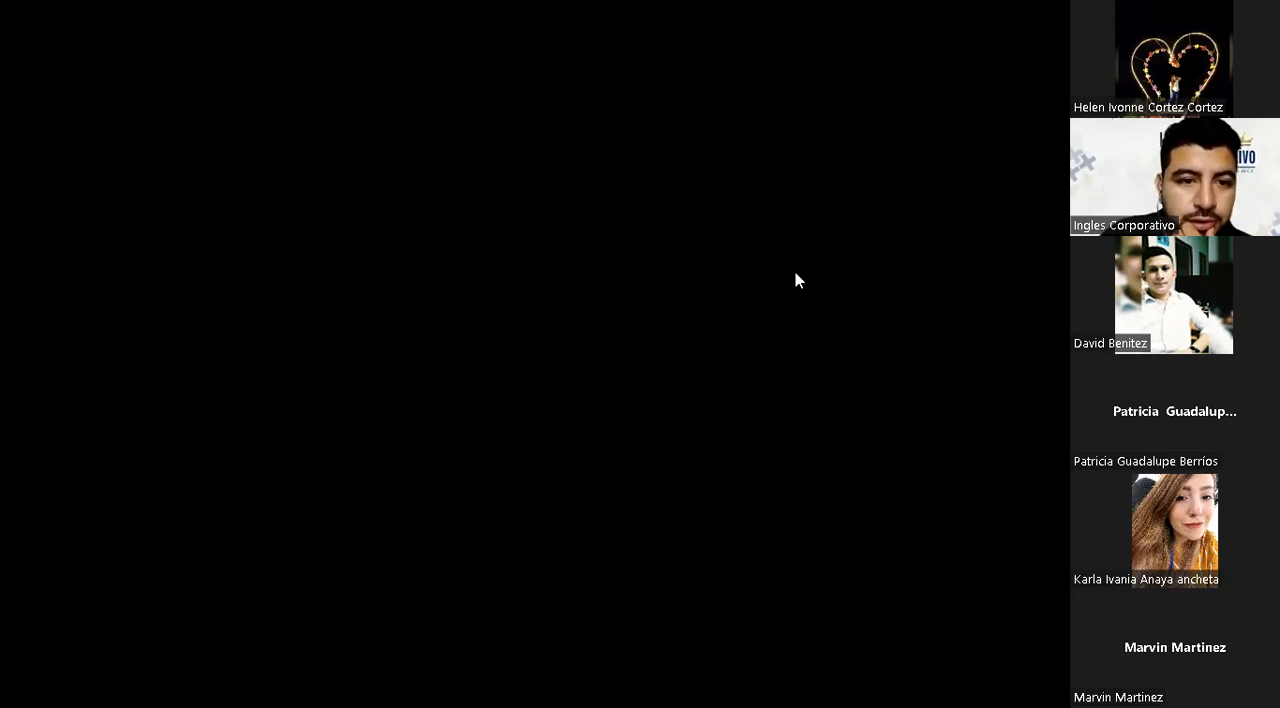 Helen Ivonne Cortez Cortez
IVO
Ingles Corporativo
David Benitez
Patricia Guadalup...
Patricia Guadalupe Berríos
Karla Ivania Anaya ancheta
Marvin Martinez
Marvin Martinez